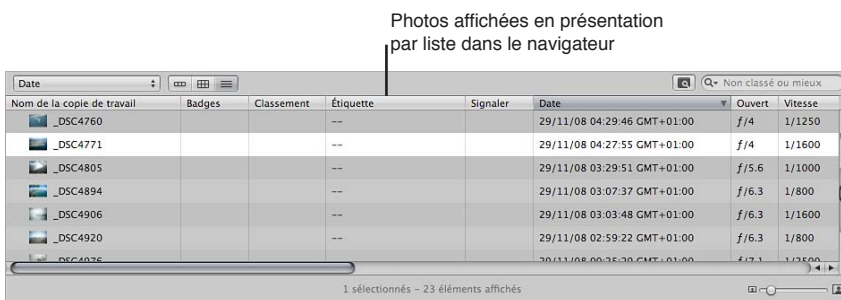 Photos affichées en présentation
par liste dans le navigateur
Date Non classé ou mieux
Nom de la copie de travail Badges Classement Étiquette Signaler Date Ouvert Vitesse
_DSC4760 -- 29/11/08 04:29:46 GMT+01:00 ƒ/4 1/1250
_DSC4771 -- 29/11/08 04:27:55 GMT+01:00 ƒ/4 1/1600
_DSC4805 -- 29/11/08 03:29:51 GMT+01:00 ƒ/5.6 1/1000
_DSC4894 -- 29/11/08 03:07:37 GMT+01:00 ƒ/6.3 1/800
_DSC4906 -- 29/11/08 03:03:48 GMT+01:00 ƒ/6.3 1/1600
_DSC4920 -- 29/11/08 02:59:22 GMT+01:00 ƒ/6.3 1/800
1 sélectionnés – 23 éléments affichés